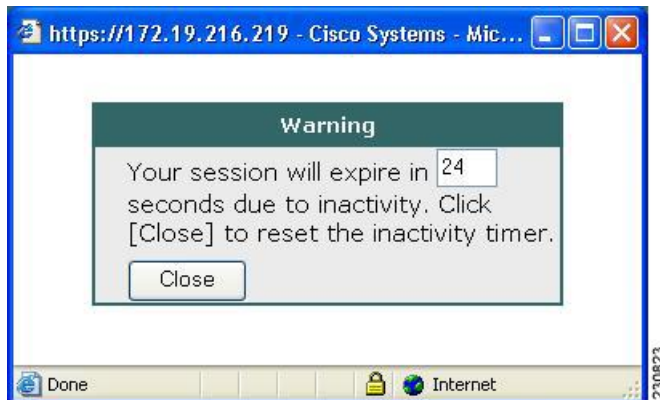 https://172.19.216.219 - Cisco Systems - Mic...
Warning
Your session will expire in 24
seconds due to inactivity. Click
[Close] to reset the inactivity timer.
Close
Done
Internet
230823